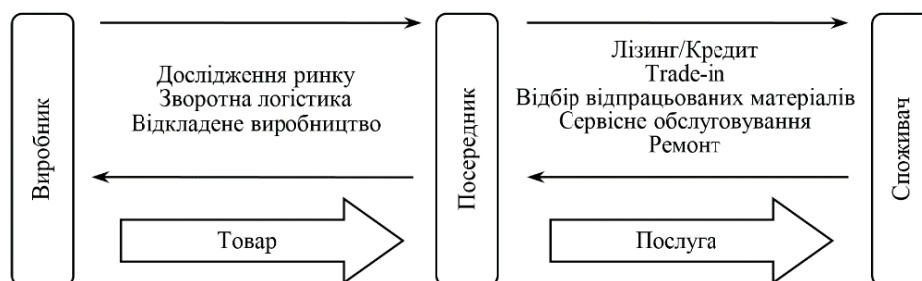 Виробник
Дослідження ринку
Зворотна логістика
Відкладене виробництво
Товар
Посередник
Лізинг/Кредит
Trade-in
Відбір відпрацьованих матеріалів
Сервісне обслуговування
Ремонт
Послуга
Споживач